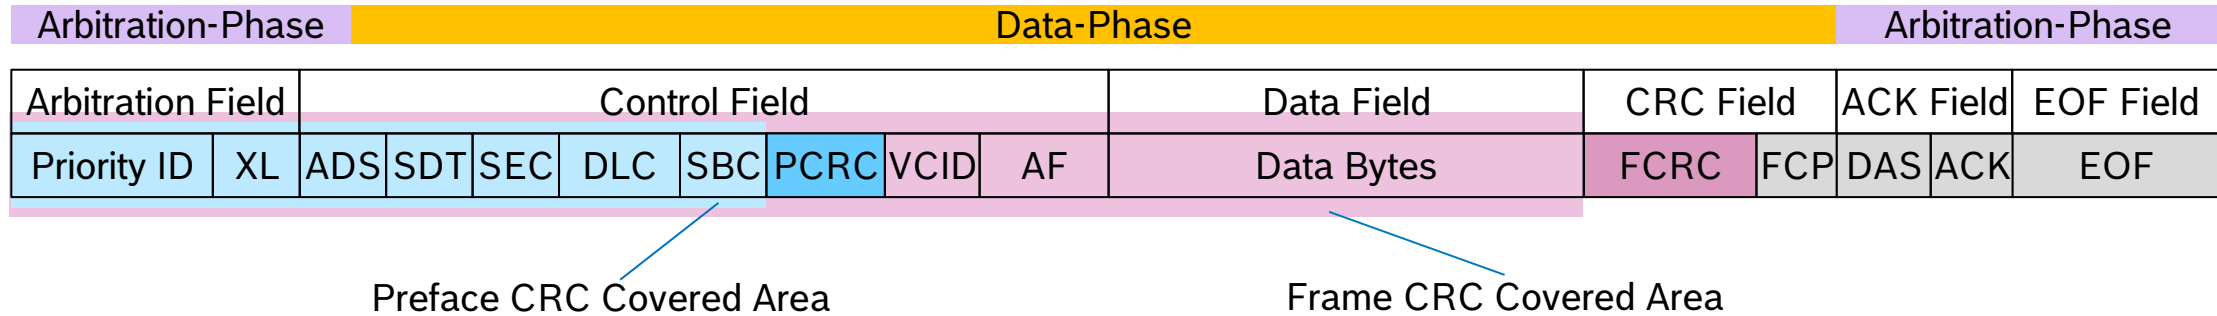 Arbitration-Phase Data-Phase Arbitration-Phase
Arbitration Field Control Field Data Field CRC Field ACK Field EOF Field
Priority ID XL ADS SDT SEC DLC SBC PCRC VCID AF Data Bytes FCRC FCP DAS ACK EOF
Preface CRC Covered Area Frame CRC Covered Area